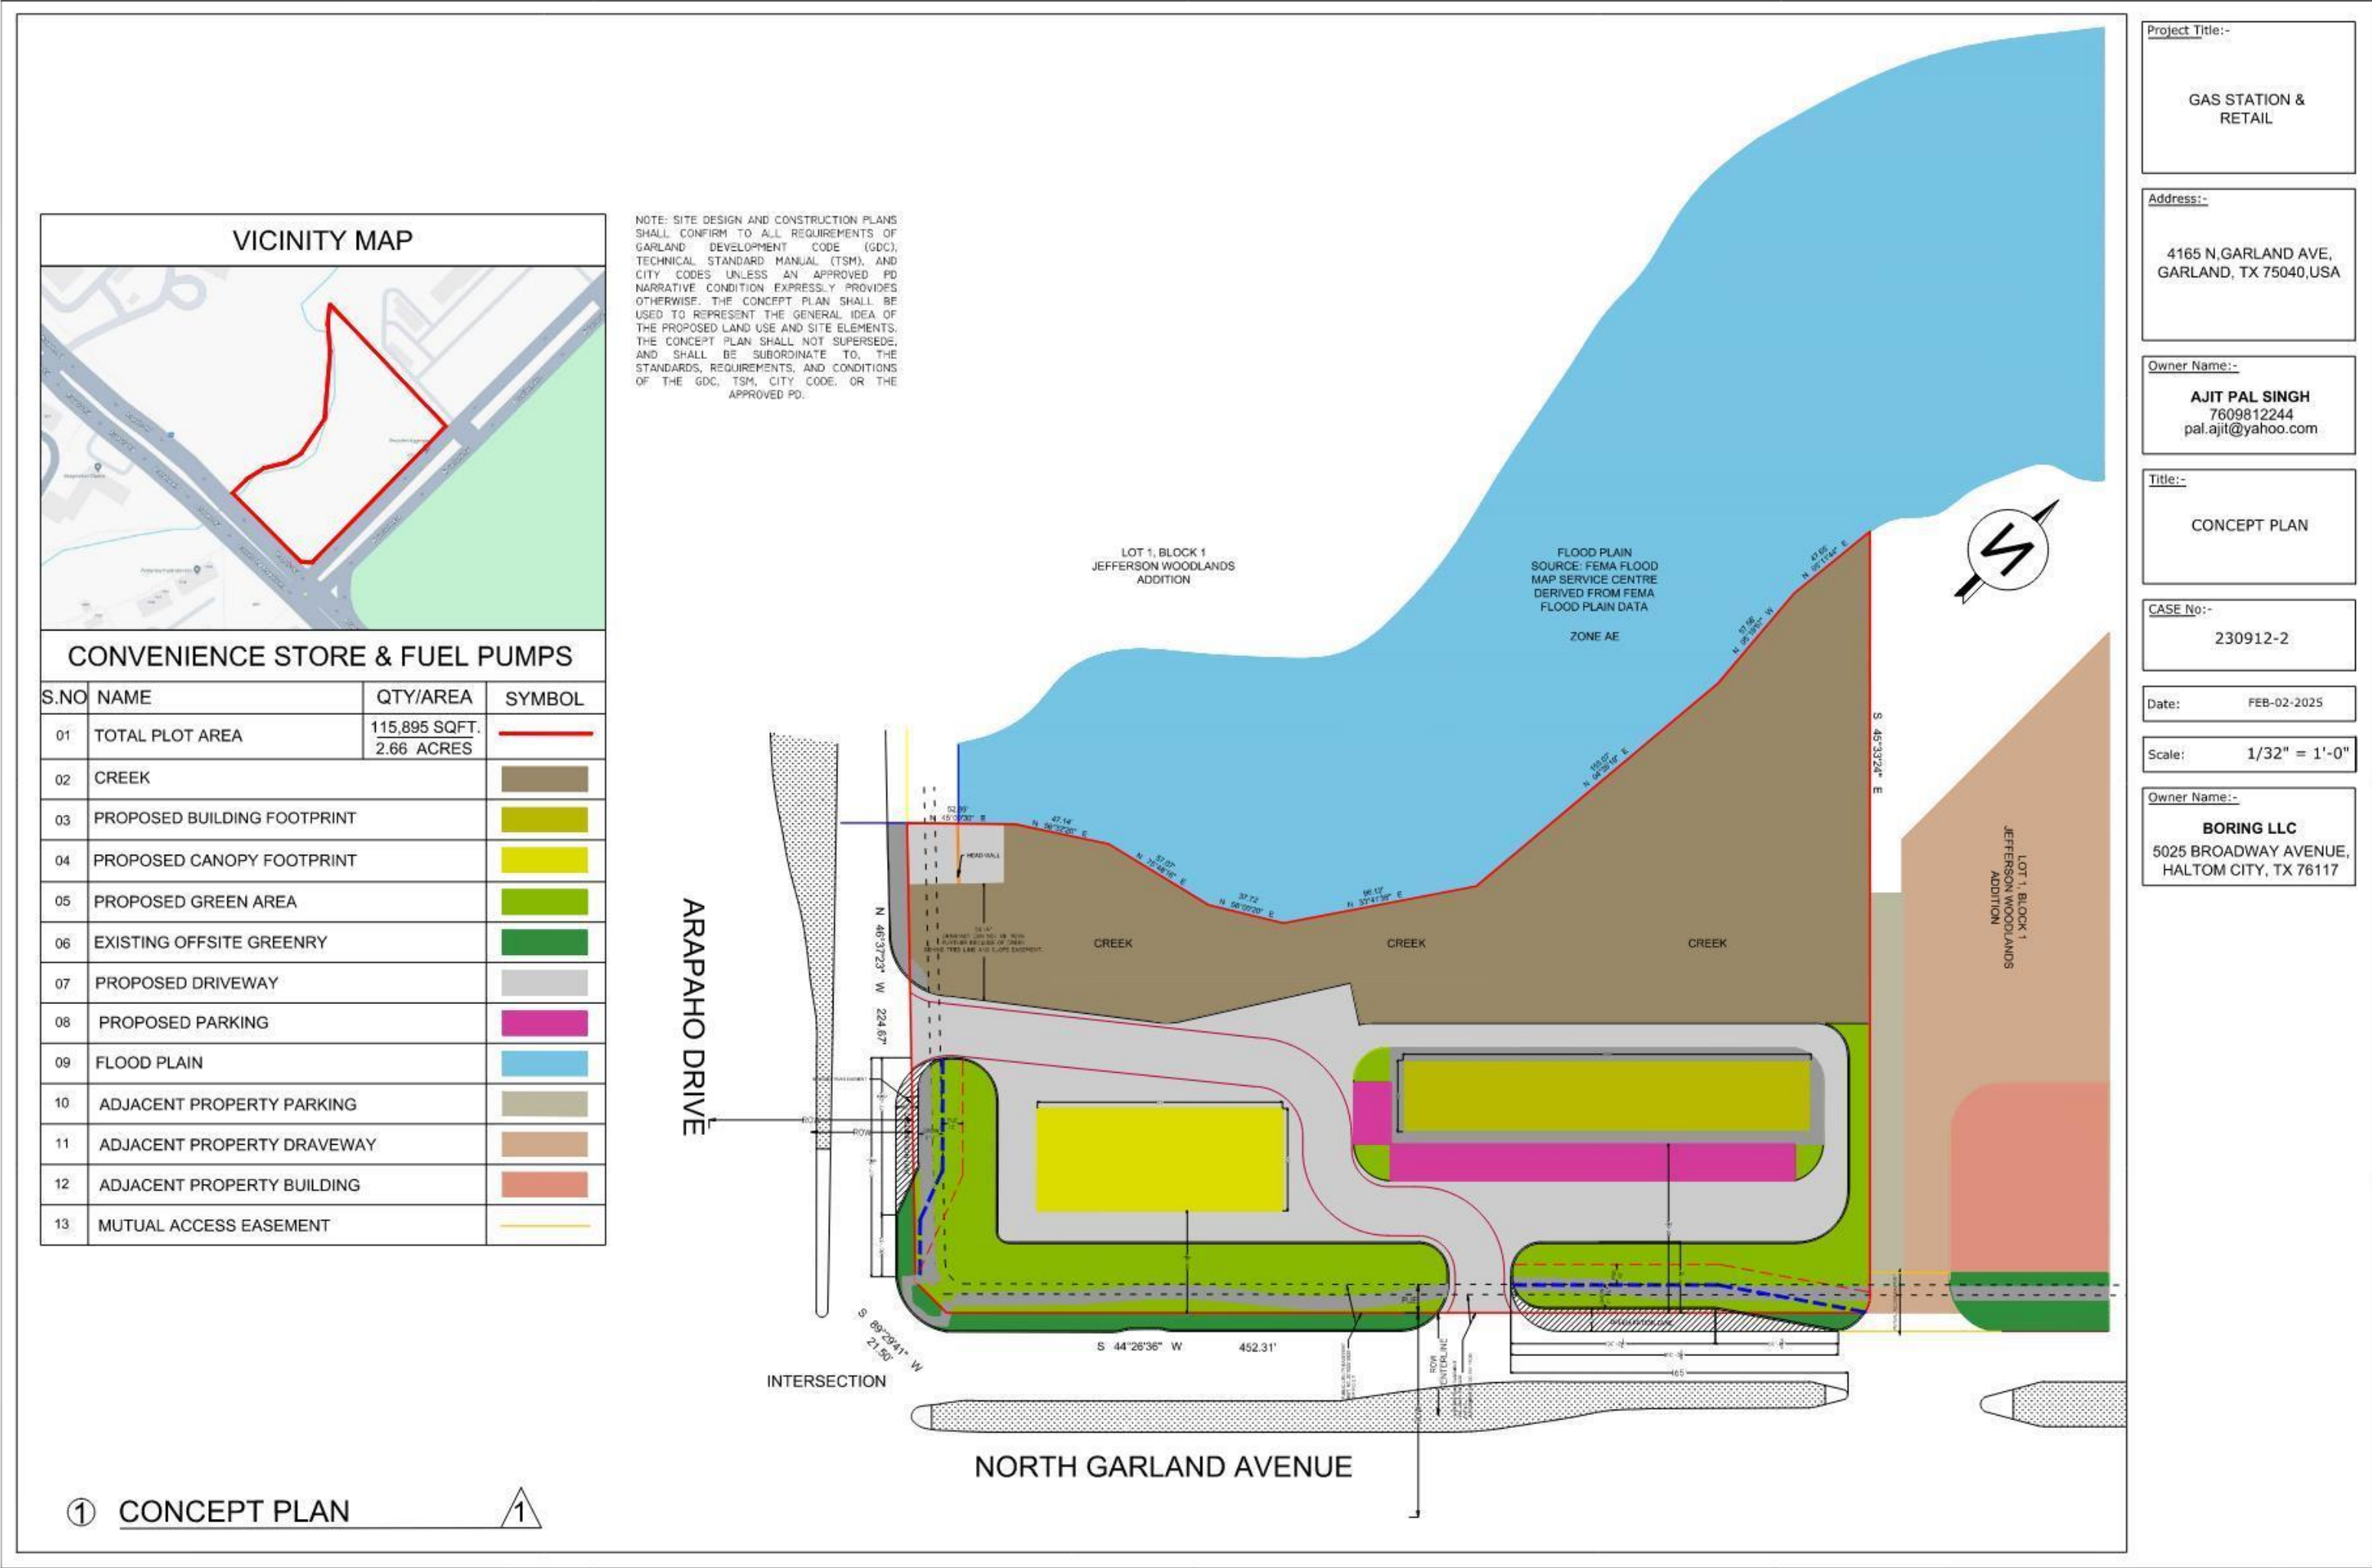 VICINITY MAP
CONVENIENCE STORE & FUEL PUMPS
S.NO NAME QTY/AREA SYMBOL
01 TOTAL PLOT AREA 115,895 SQFT.
2.66 ACRES
02 CREEK
03 PROPOSED BUILDING FOOTPRINT
04 PROPOSED CANOPY FOOTPRINT
05 PROPOSED GREEN AREA
06 EXISTING OFFSITE GREENRY
07 PROPOSED DRIVEWAY
08 PROPOSED PARKING
09 FLOOD PLAIN
10 ADJACENT PROPERTY PARKING
11 ADJACENT PROPERTY DRAVEWAY
12 ADJACENT PROPERTY BUILDING
13 MUTUAL ACCESS EASEMENT
1 CONCEPT PLAN 1
NOTE: SITE DESIGN AND CONSTRUCTION PLANS
SHALL CONFIRM TO ALL REQUIREMENTS OF
GARLAND DEVELOPMENT CODE (GDC),
TECHNICAL STANDARD MANUAL (TSM), AND
CITY CODES UNLESS AN APPROVED PD
NARRATIVE CONDITION EXPRESSLY PROVIDES
OTHERWISE. THE CONCEPT PLAN SHALL BE
USED TO REPRESENT THE GENERAL IDEA OF
THE PROPOSED LAND USE AND SITE ELEMENTS.
THE CONCEPT PLAN SHALL NOT SUPERSEDE,
AND SHALL BE SUBORDINATE TO, THE
STANDARDS, REQUIREMENTS, AND CONDITIONS
OF THE GDC, TSM, CITY CODE, OR THE
APPROVED PD.
LOT 1, BLOCK 1
JEFFERSON WOODLANDS
ADDITION
FLOOD PLAIN
SOURCE: FEMA FLOOD
MAP SERVICE CENTRE
DERIVED FROM FEMA
FLOOD PLAIN DATA
ZONE AE
N
S 45°33'24" E
LOT 1, BLOCK 1
JEFFERSON WOODLANDS
ADDITION
47.14'
37.72'
HEAD WALL
CREEK
CREEK
CREEK
N 46°37'23" W 224.67'
ARAPAHO DRIVE
ROW
ROW
PUE
S 89°29'41" W
21.50'
S 44°26'36" W 452.31'
INTERSECTION
ROW
CENTERLINE
165
NORTH GARLAND AVENUE
Project Title:-
GAS STATION &
RETAIL
Address:-
4165 N,GARLAND AVE,
GARLAND, TX 75040,USA
Owner Name:-
AJIT PAL SINGH
7609812244
pal.ajit@yahoo.com
Title:-
CONCEPT PLAN
CASE No:-
230912-2
Date: FEB-02-2025
Scale: 1/32" = 1'-0"
Owner Name:-
BORING LLC
5025 BROADWAY AVENUE,
HALTOM CITY, TX 76117